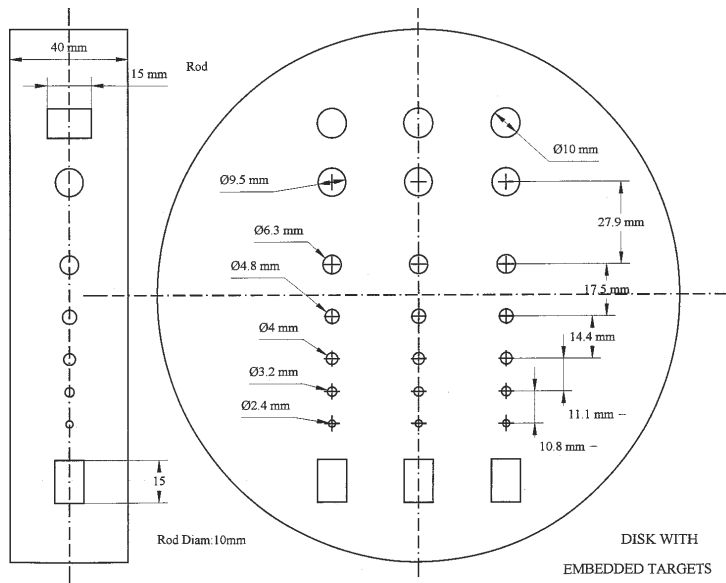 40 mm
15 mm
Rod
Ø10 mm
Ø9.5 mm
27.9 mm
Ø6.3 mm
Ø4.8 mm
17.5mm
14.4 mm
Ø4 mm
Ø3.2 mm
Ø2.4 mm
11.1 mm
10.8 mm
15
Rod Diam:10mm
DISK WITH
EMBEDDED TARGETS